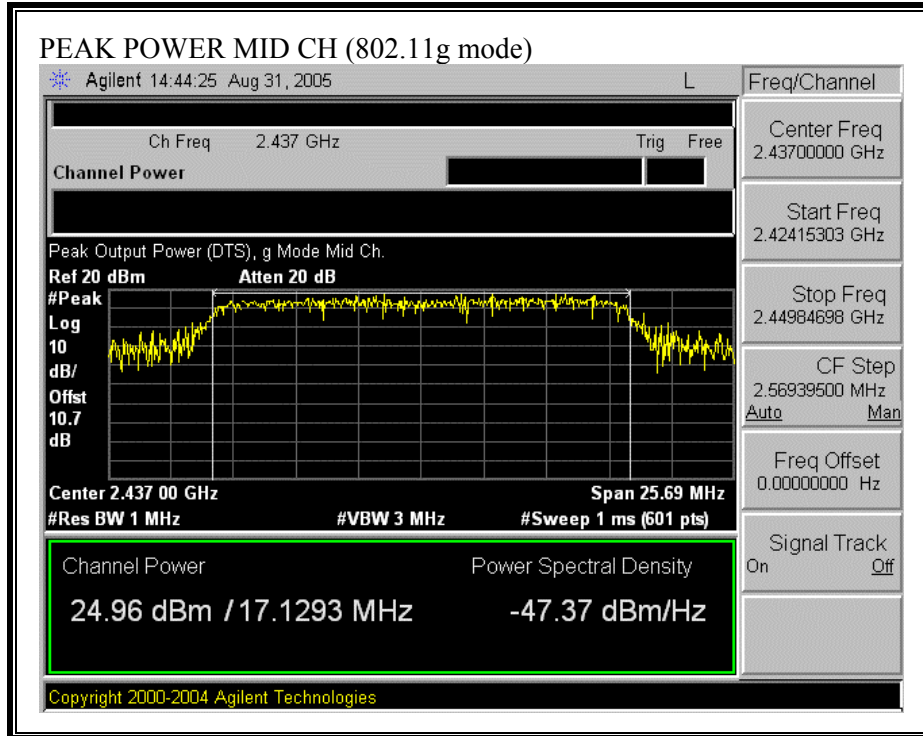 PEAK POWER MID CH (802.11g mode)
Agilent 14:44:25 Aug 31, 2005 L
Freq/Channel
Ch Freq 2.437 GHz Trig Free
Channel Power
Center Freq
2.43700000 GHz
Start Freq
2.42415303 GHz
Peak Output Power (DTS), g Mode Mid Ch.
Ref 20 dBm Atten 20 dB
#Peak
Log
10
dB/
Offst
10.7
dB
Stop Freq
2.44984698 GHz
CF Step
2.56939500 MHz
Auto Man
Freq Offset
0.00000000 Hz
Center 2.437 00 GHz Span 25.69 MHz
#Res BW 1 MHz #VBW 3 MHz #Sweep 1 ms (601 pts)
Signal Track
On Off
Channel Power Power Spectral Density
24.96 dBm / 17.1293 MHz -47.37 dBm/Hz
Copyright 2000-2004 Agilent Technologies